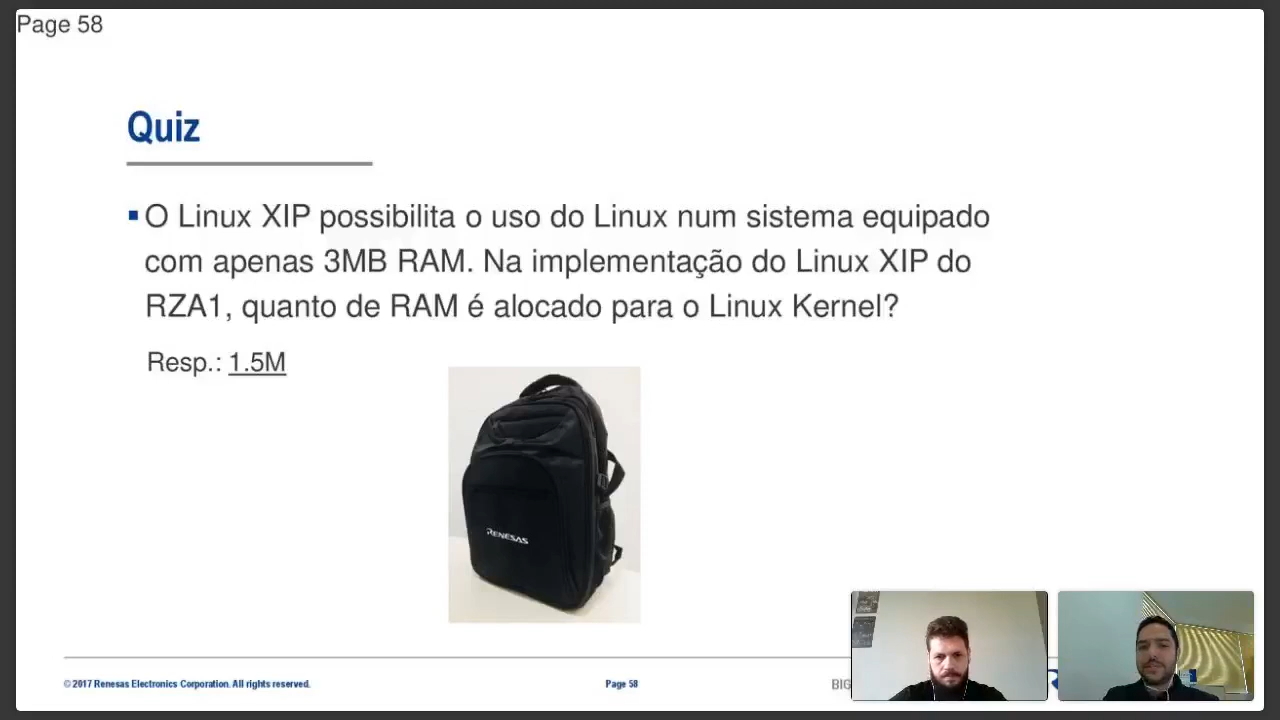 Page 58
Quiz
O Linux XIP possibilita o uso do Linux num sistema equipado
com apenas 3MB RAM. Na implementação do Linux XIP do
RZA1, quanto de RAM é alocado para o Linux Kernel?
Resp.: 1.5M
RENESAS
© 2017 Renesas Electronics Corporation. All rights reserved.
Page 58
BIG